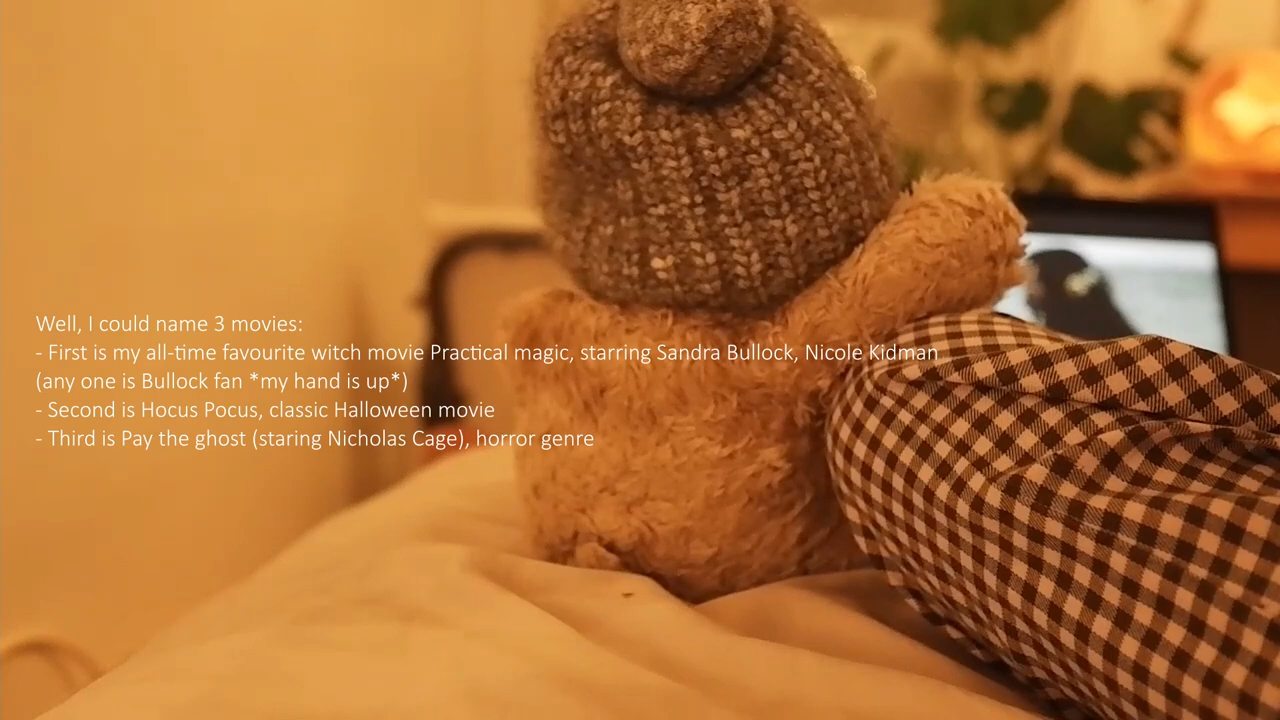 Well, I could name 3 movies:
- First is my all-time favourite witch movie Practical magic, starring Sandra Bullock, Nicole Kidman
(any one is Bullock fan *my hand is up*)
- Second is Hocus Pocus, classic Halloween movie
- Third is Pay the ghost (staring Nicholas Cage), horror genre